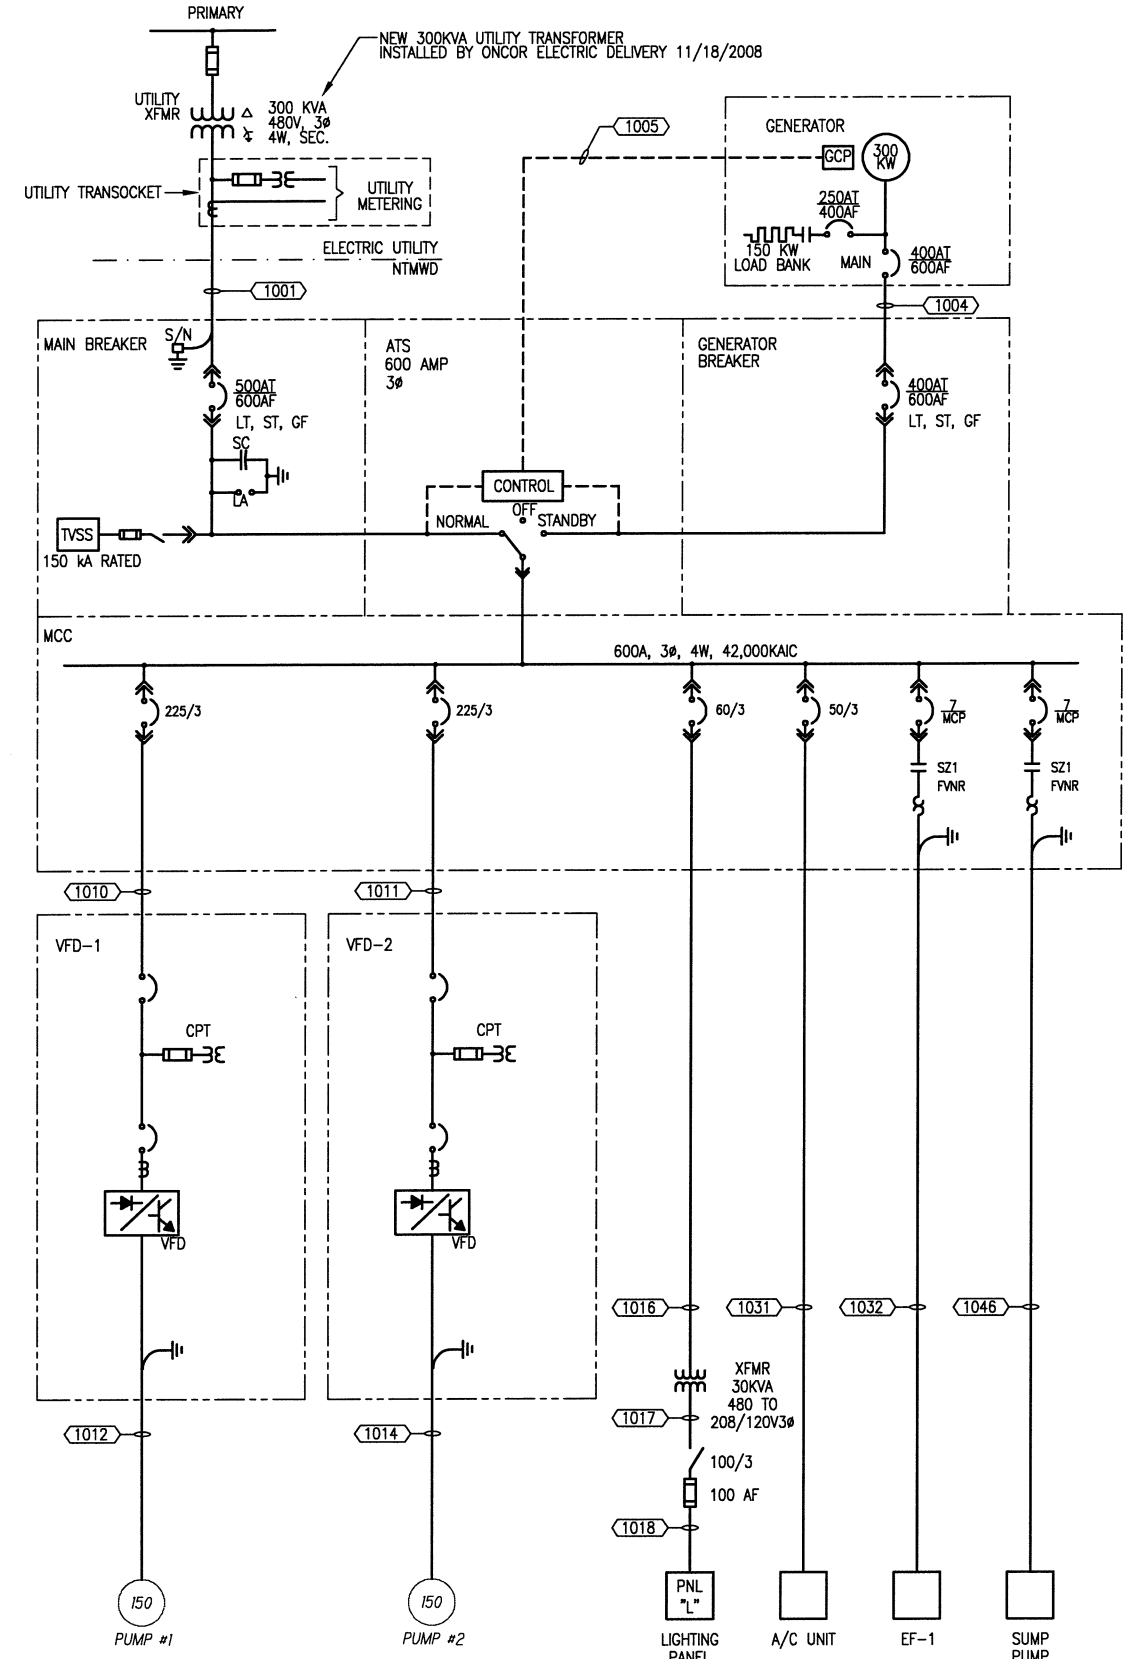 PRIMARY
NEW 300KVA UTILITY TRANSFORMER
INSTALLED BY ONCOR ELECTRIC DELIVERY 11/18/2008
UTILITY
XFMR
300 KVA
480V, 3ø
4W, SEC.
1005
GENERATOR
GCP
300
KW
250AT
400AF
150 KW
LOAD BANK
MAIN
400AT
600AF
UTILITY TRANSOCKET
UTILITY
METERING
ELECTRIC UTILITY
NTMWD
1001
1004
MAIN BREAKER
S/N
500AT
600AF
LT, ST, GF
SC
LA
TVSS
150 kA RATED
ATS
600 AMP
3ø
CONTROL
OFF
NORMAL
STANDBY
GENERATOR
BREAKER
400AT
600AF
LT, ST, GF
MCC
600A, 3ø, 4W, 42,000KAIC
225/3
225/3
60/3
50/3
7
MCP
7
MCP
SZ1
FVNR
SZ1
FVNR
1010
1011
VFD-1
CPT
VFD
VFD-2
CPT
VFD
1016
1031
1032
1046
XFMR
30KVA
480 TO
208/120V3ø
1012
1014
1017
100/3
100 AF
1018
150
PUMP #1
150
PUMP #2
PNL
"L"
LIGHTING
PANEL
A/C UNIT
EF-1
SUMP
PUMP